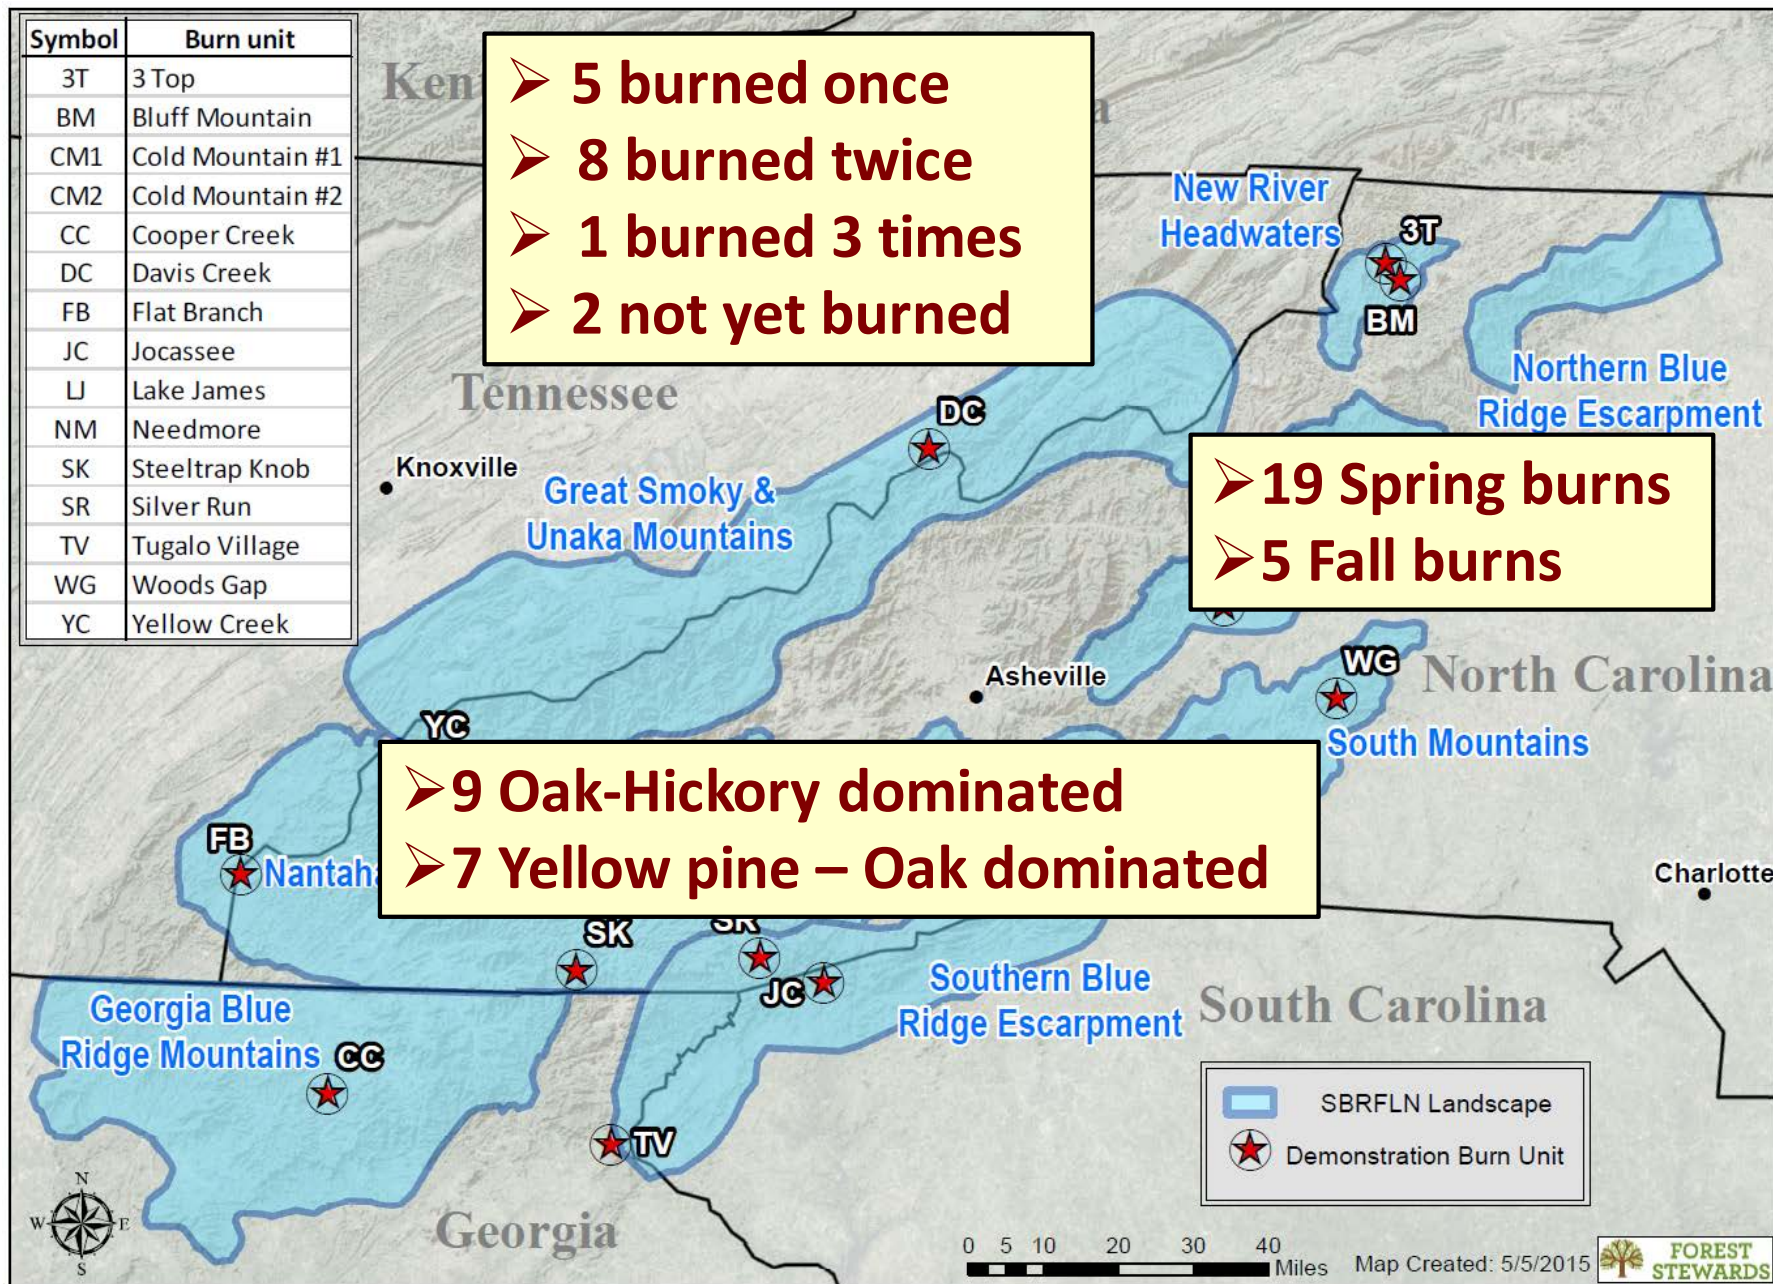 Symbol Burn unit
3T 3 Top
BM Bluff Mountain
CM1 Cold Mountain #1
CM2 Cold Mountain #2
CC Cooper Creek
DC Davis Creek
FB Flat Branch
JC Jocassee
LJ Lake James
NM Needmore
SK Steeltrap Knob
SR Silver Run
TV Tugalo Village
WG Woods Gap
YC Yellow Creek
➢ 5 burned once
➢ 8 burned twice
➢ 1 burned 3 times
➢ 2 not yet burned
New River
Headwaters
3T
BM
Northern Blue
Ridge Escarpment
Tennessee
DC
Knoxville
Great Smoky &
Unaka Mountains
➢19 Spring burns
➢5 Fall burns
Asheville
WG
North Carolina
South Mountains
YC
➢9 Oak-Hickory dominated
➢7 Yellow pine – Oak dominated
FB
Charlotte
SK
SR
JC
Southern Blue
Ridge Escarpment
South Carolina
Georgia Blue
Ridge Mountains
CC
TV
Georgia
SBRFLN Landscape
Demonstration Burn Unit
N
W E
S
0 5 10 20 30 40
Miles
Map Created: 5/5/2015
FOREST
STEWARDS